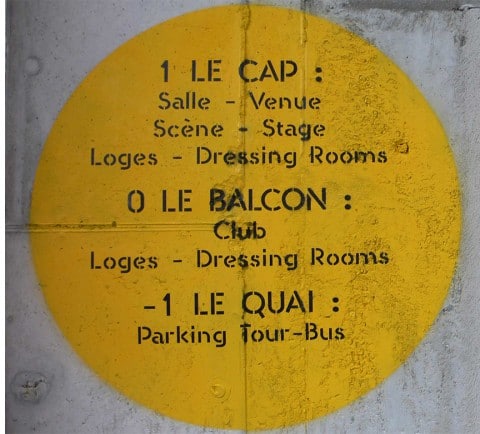 1 LE CAP :
Salle - Venue
Scène - Stage
Loges - Dressing Rooms
0 LE BALCON :
Club
Loges - Dressing Rooms
-1 LE QUAI :
Parking Tour-Bus